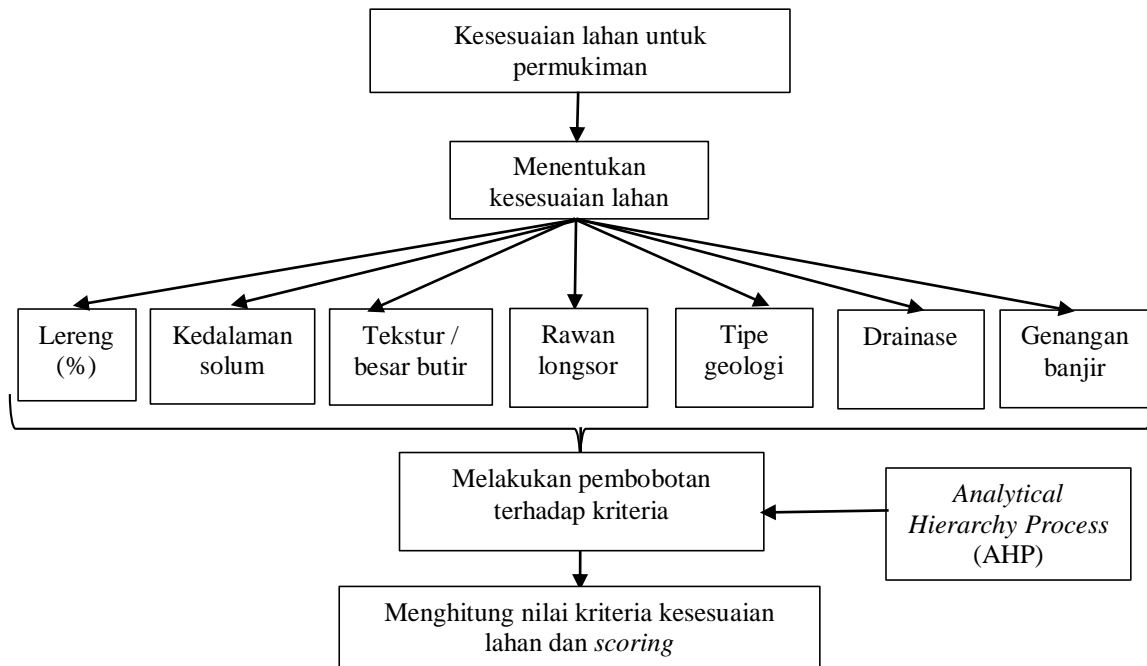 Kesesuaian lahan untuk
permukiman
Menentukan
kesesuaian lahan
Lereng
(%)
Kedalaman
solum
Tekstur /
besar butir
Rawan
longsor
Tipe
geologi
Drainase
Genangan
banjir
Melakukan pembobotan
terhadap kriteria
Analytical
Hierarchy Process
(AHP)
Menghitung nilai kriteria kesesuaian
lahan dan scoring